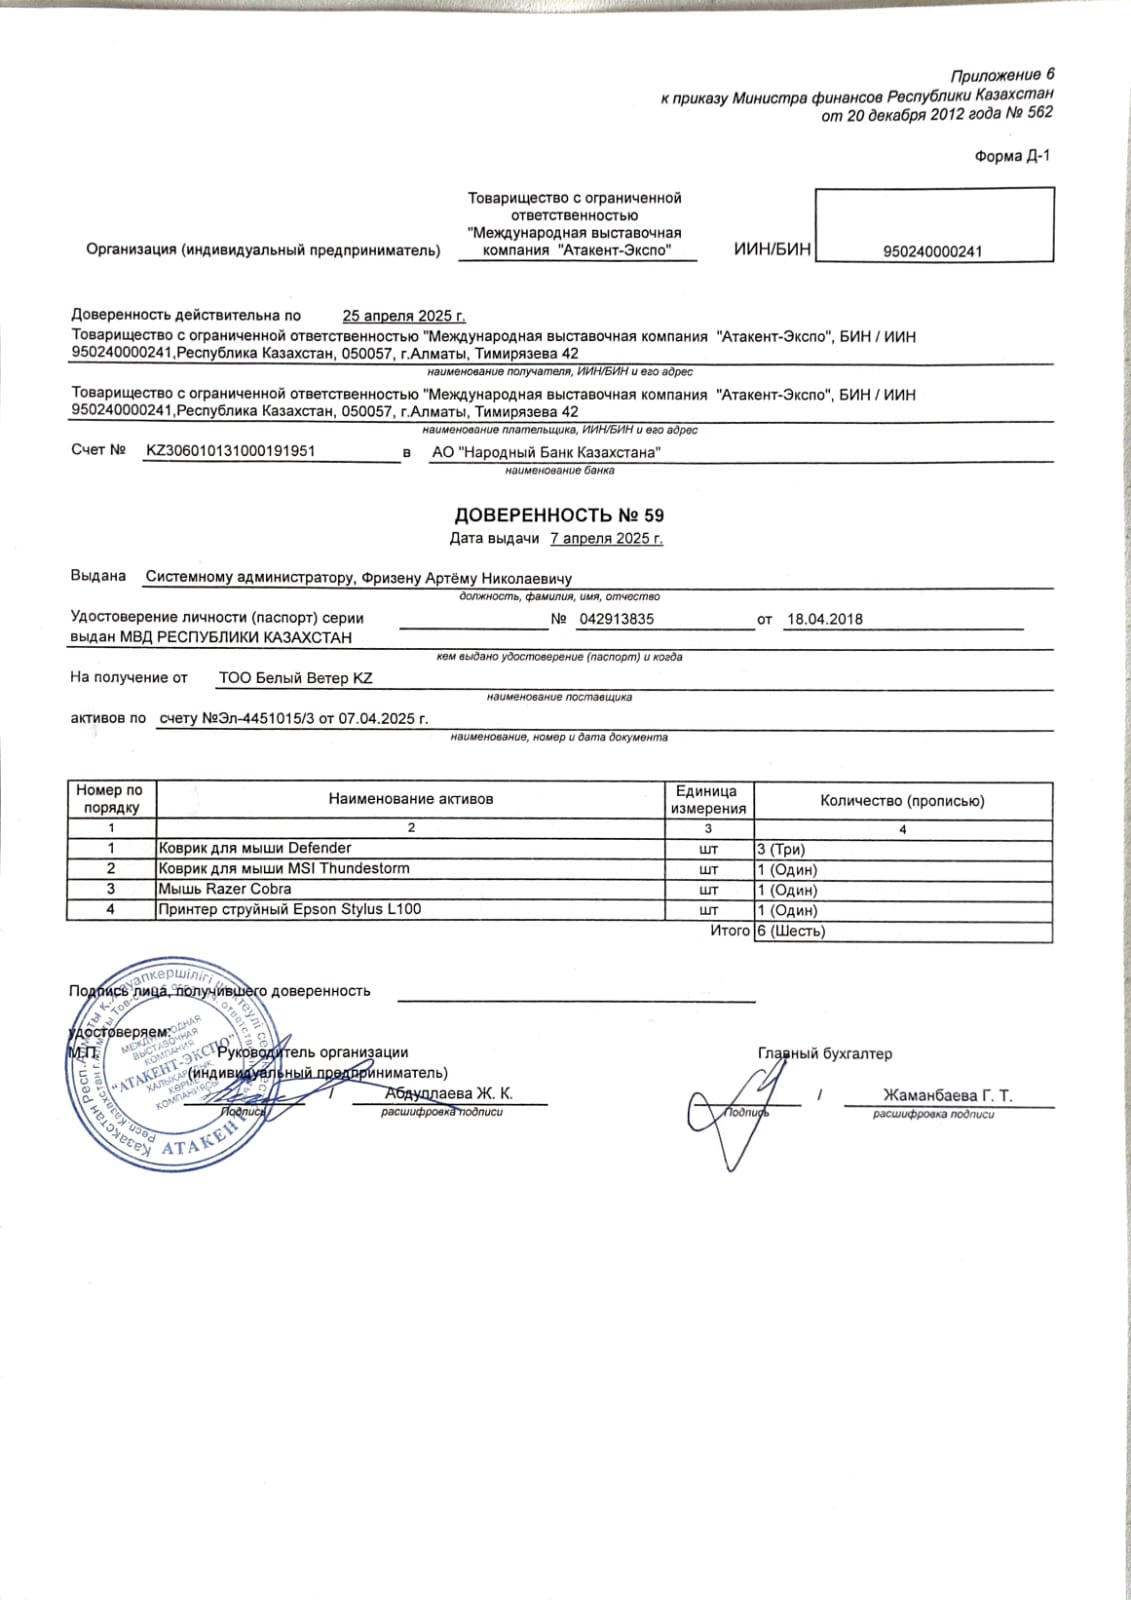 Приложение 6
к приказу Министра финансов Республики Казахстан
от 20 декабря 2012 года № 562
Форма Д-1
Организация (индивидуальный предприниматель)
Товарищество с ограниченной
ответственностью
"Международная выставочная
компания "Атакент-Экспо"
ИИН/БИН
950240000241
Доверенность действительна по 25 апреля 2025 г.
Товарищество с ограниченной ответственностью "Международная выставочная компания "Атакент-Экспо", БИН / ИИН
950240000241,Республика Казахстан, 050057, г.Алматы, Тимирязева 42
наименование получателя, ИИН/БИН и его адрес
Товарищество с ограниченной ответственностью "Международная выставочная компания "Атакент-Экспо", БИН / ИИН
950240000241,Республика Казахстан, 050057, г.Алматы, Тимирязева 42
наименование плательщика, ИИН/БИН и его адрес
Счет № KZ306010131000191951 в АО "Народный Банк Казахстана"
наименование банка
ДОВЕРЕННОСТЬ № 59
Дата выдачи 7 апреля 2025 г.
Выдана Системному администратору, Фризену Артёму Николаевичу
должность, фамилия, имя, отчество
Удостоверение личности (паспорт) серии № 042913835 от 18.04.2018
выдан МВД РЕСПУБЛИКИ КАЗАХСТАН
кем выдано удостоверение (паспорт) и когда
На получение от ТОО Белый Ветер KZ
наименование поставщика
активов по счету №Эл-4451015/3 от 07.04.2025 г.
наименование, номер и дата документа
Номер по порядку Наименование активов Единица измерения Количество (прописью)
1 2 3 4
1 Коврик для мыши Defender шт 3 (Три)
2 Коврик для мыши MSI Thundestorm шт 1 (Один)
3 Мышь Razer Cobra шт 1 (Один)
4 Принтер струйный Epson Stylus L100 шт 1 (Один)
Итого 6 (Шесть)
Подпись лица, получившего доверенность
удостоверяем:
М.П. Руководитель организации Главный бухгалтер
(индивидуальный предприниматель)
/ Абдуллаева Ж. К. / Жаманбаева Г. Т.
Подпись расшифровка подписи Подпись расшифровка подписи
МЕЖДУНАРОДНАЯ
ВЫСТАВОЧНАЯ
КОМПАНИЯ
"АТАКЕНТ-ЭКСПО"
ХАЛЫКАРАЛЫК
КӨРМЕ
КОМПАНИЯСЫ
АТАКЕНТ